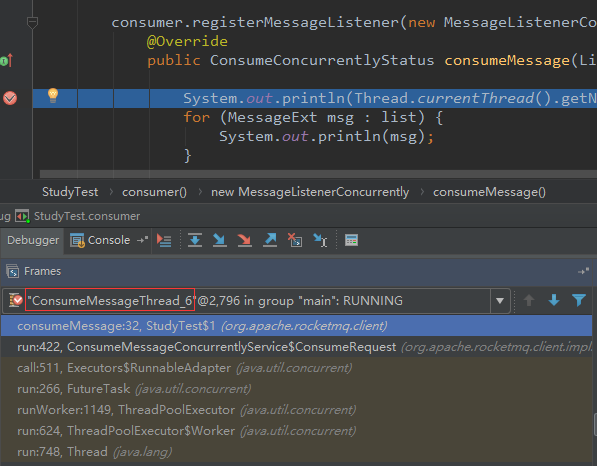 consumer.registerMessageListener(new MessageListenerCo
@Override
public ConsumeConcurrentlyStatus consumeMessage(Li
System.out.println(Thread.currentThread().getN
for (MessageExt msg : list) {
System.out.println(msg);
}
StudyTest › consumer() › new MessageListenerConcurrently › consumeMessage()
ug StudyTest.consumer
Debugger Console
Frames
"ConsumeMessageThread_6"@2,796 in group "main": RUNNING
consumeMessage:32, StudyTest$1 (org.apache.rocketmq.client)
run:422, ConsumeMessageConcurrentlyService$ConsumeRequest (org.apache.rocketmq.client.impl
call:511, Executors$RunnableAdapter (java.util.concurrent)
run:266, FutureTask (java.util.concurrent)
runWorker:1149, ThreadPoolExecutor (java.util.concurrent)
run:624, ThreadPoolExecutor$Worker (java.util.concurrent)
run:748, Thread (java.lang)